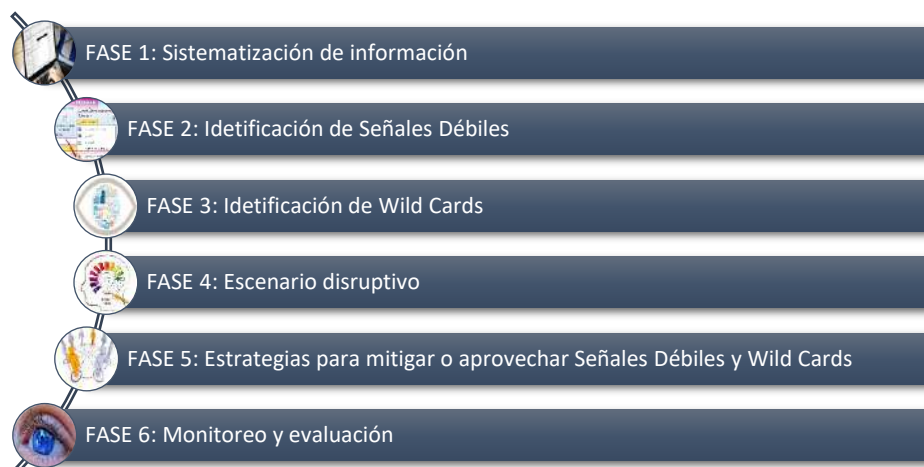 FASE 1: Sistematización de información
FASE 2: Idetificación de Señales Débiles
FASE 3: Idetificación de Wild Cards
FASE 4: Escenario disruptivo
FASE 5: Estrategias para mitigar o aprovechar Señales Débiles y Wild Cards
FASE 6: Monitoreo y evaluación